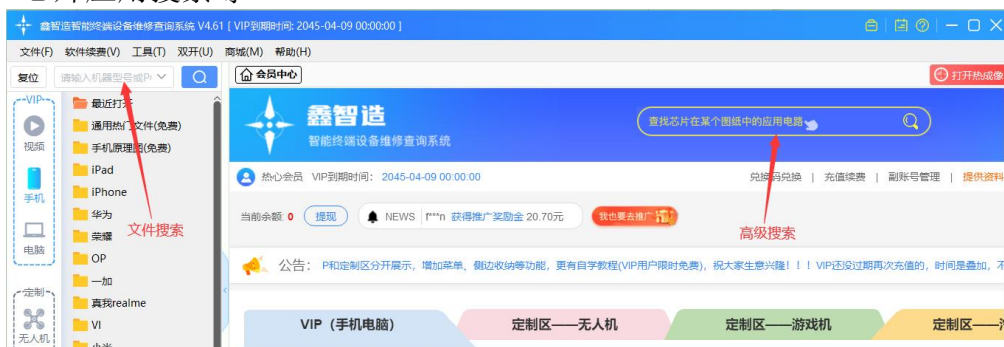 鑫智造智能终端设备维修查询系统 V4.61 [ VIP到期时间: 2045-04-09 00:00:00 ]
文件(F) 软件续费(V) 工具(T) 双开(U) 商城(M) 帮助(H)
复位 请输入机器型号或P 会员中心 打开热成像
VIP 最近打开
通用热门文件(免费)
视频 手机原理图(免费)
iPad
手机 iPhone
华为
荣耀
电脑 OP
一加
定制 真我realme
VI
无人机 小米
文件搜索
鑫智造
智能终端设备维修查询系统
查找芯片在某个图纸中的应用电路
热心会员 VIP到期时间: 2045-04-09 00:00:00 兑换码兑换 | 充值续费 | 副账号管理 | 提供资料
当前余额: 0 提现 NEWS f***n 获得推广奖励金 20.70元 我也要去推广
高级搜索
公告: P和定制区分开展示，增加菜单、侧边收纳等功能，更有自学教程(VIP用户限时免费)，祝大家生意兴隆！！！VIP还没过期再次充值的，时间是叠加，不
VIP（手机电脑） 定制区——无人机 定制区——游戏机 定制区——